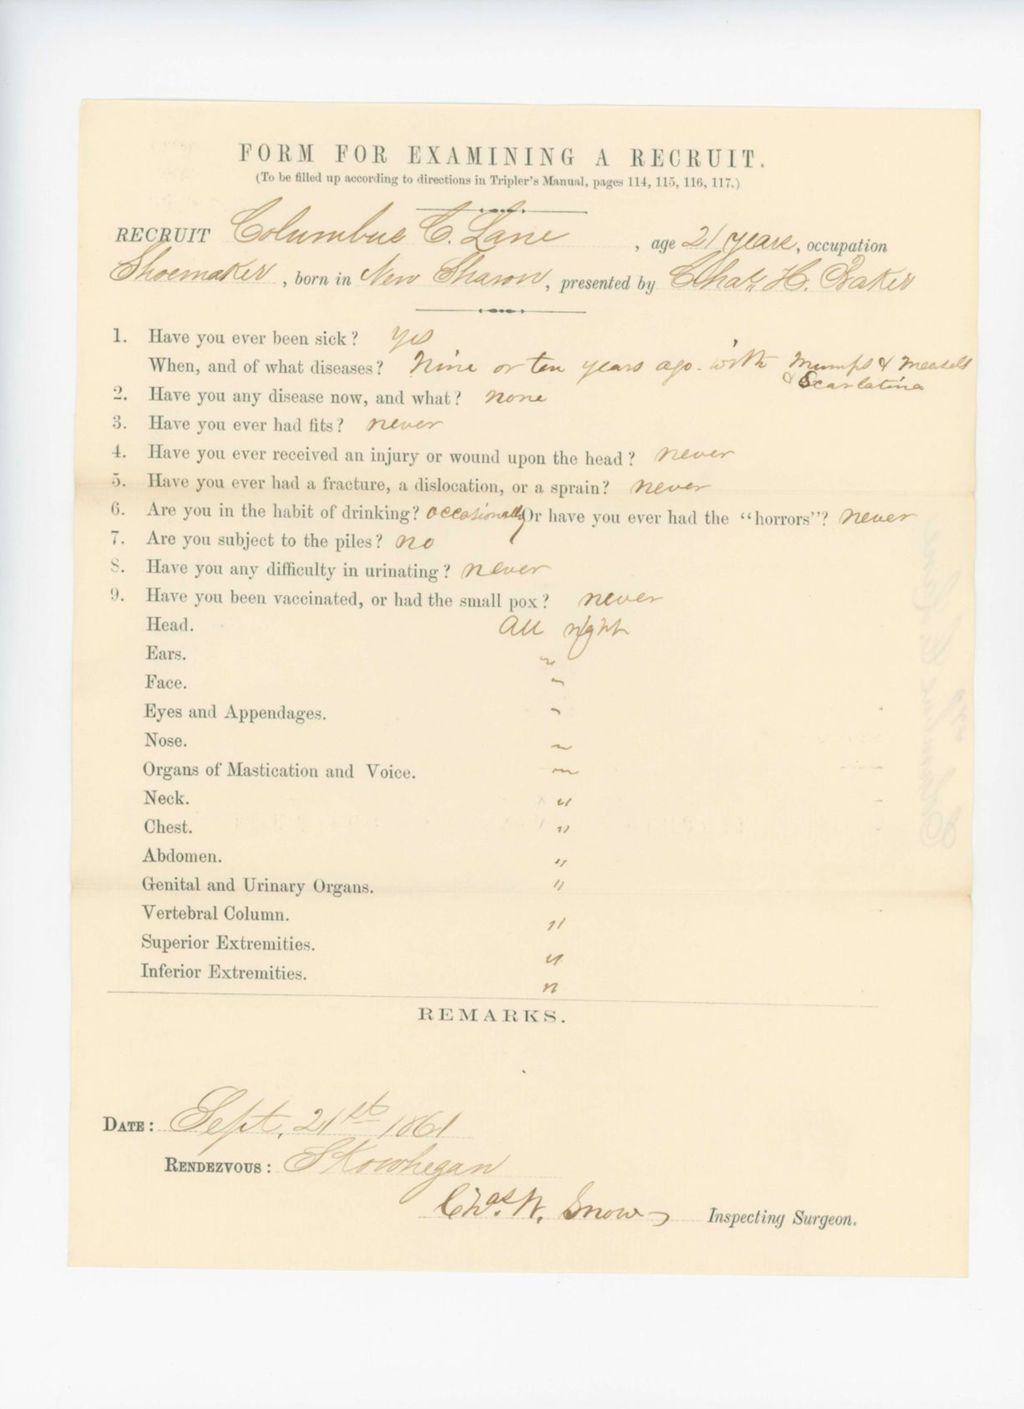 FORM FOR EXAMINING A RECRUIT.
(To be filled up according to directions in Tripler's Manual, pages 114, 115, 116, 117.)
RECRUIT Columbus C. Lane, age 21 years, occupation
Shoemaker, born in New Sharon, presented by Chas. H. Baker
1. Have you ever been sick? yes
When, and of what diseases? Nine or ten years ago. with Mumps & measels
& Scarlatina
2. Have you any disease now, and what? none
3. Have you ever had fits? never
4. Have you ever received an injury or wound upon the head? never
5. Have you ever had a fracture, a dislocation, or a sprain? never
6. Are you in the habit of drinking? occasionally Or have you ever had the "horrors"? never
7. Are you subject to the piles? no
8. Have you any difficulty in urinating? never
9. Have you been vaccinated, or had the small pox? never
Head. All right
Ears. "
Face. "
Eyes and Appendages. "
Nose. "
Organs of Mastication and Voice. "
Neck. "
Chest. "
Abdomen. "
Genital and Urinary Organs. "
Vertebral Column. "
Superior Extremities. "
Inferior Extremities. "
REMARKS.
DATE: Sept. 21st 1861
RENDEZVOUS: Skowhegan
Chas. W. Snow Inspecting Surgeon.